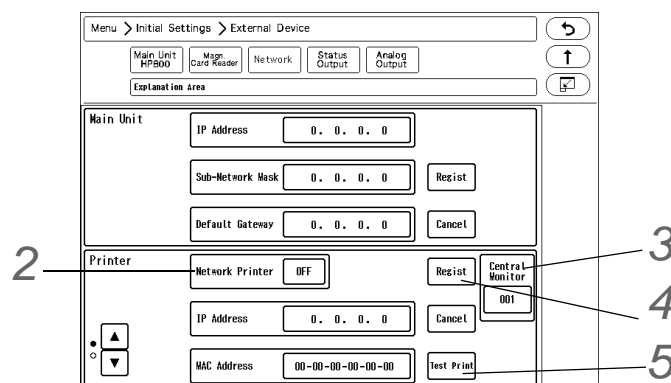 Menu > Initial Settings > External Device
Main Unit HP800
Magn. Card Reader
Network
Status Output
Analog Output
Explanation Area
Main Unit
IP Address 0. 0. 0. 0
Sub-Network Mask 0. 0. 0. 0 Regist
Default Gateway 0. 0. 0. 0 Cancel
Printer
2
Network Printer OFF Regist
Central Monitor
001
3
4
IP Address 0. 0. 0. 0 Cancel
MAC Address 00-00-00-00-00-00 Test Print
5